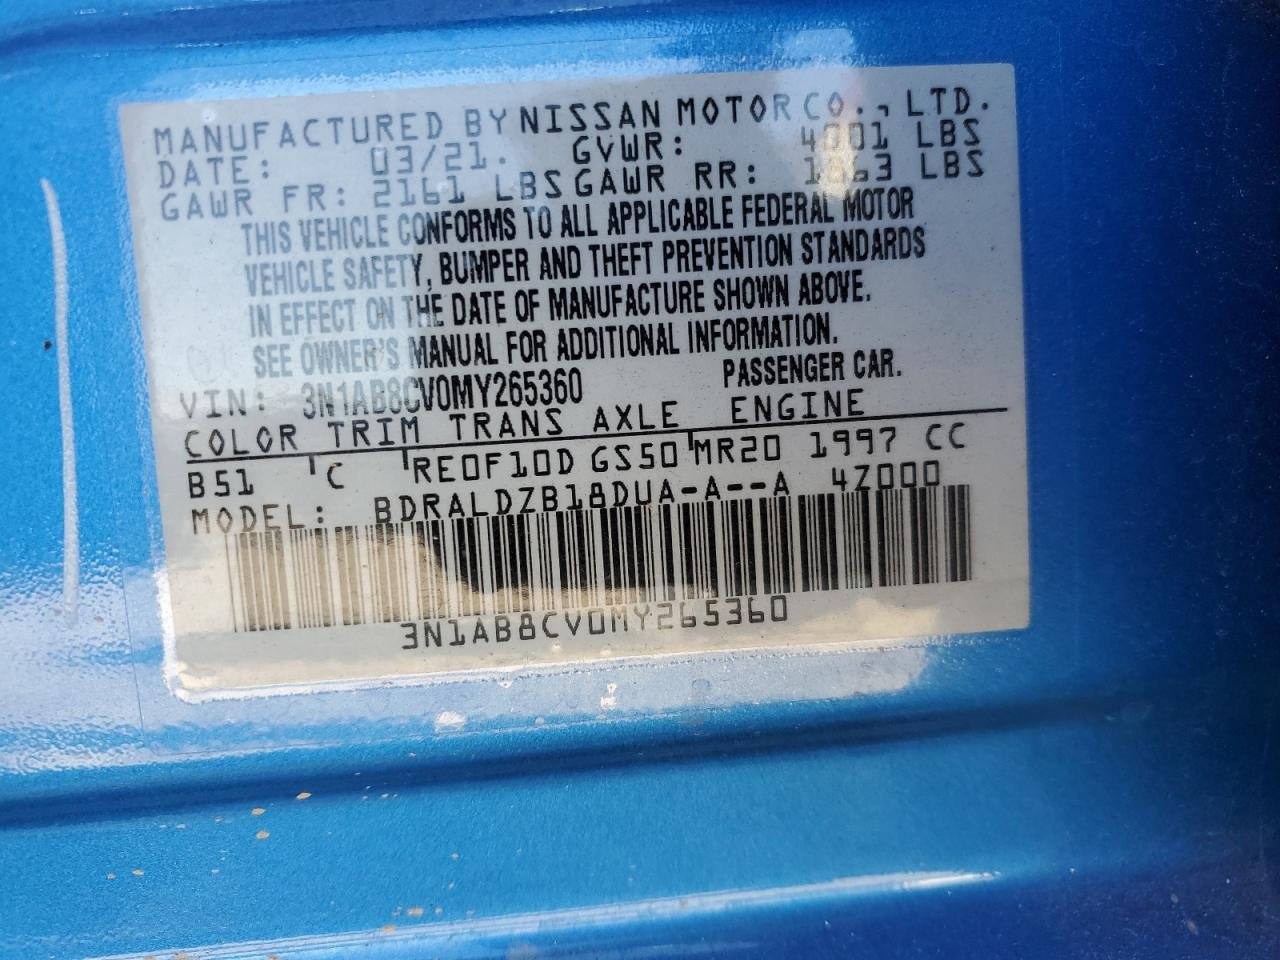 MANUFACTURED BY NISSAN MOTOR CO., LTD.
DATE: 03/21. GVWR: 4001 LBS
GAWR FR: 2161 LBS GAWR RR: 1863 LBS
THIS VEHICLE CONFORMS TO ALL APPLICABLE FEDERAL MOTOR
VEHICLE SAFETY, BUMPER AND THEFT PREVENTION STANDARDS
IN EFFECT ON THE DATE OF MANUFACTURE SHOWN ABOVE.
SEE OWNER'S MANUAL FOR ADDITIONAL INFORMATION.
VIN: 3N1AB8CV0MY265360 PASSENGER CAR.
COLOR TRIM TRANS AXLE ENGINE
B51 C RE0F10D GS50 MR20 1997 CC
MODEL: BDRALDZB18DUA-A--A 4Z000
3N1AB8CV0MY265360